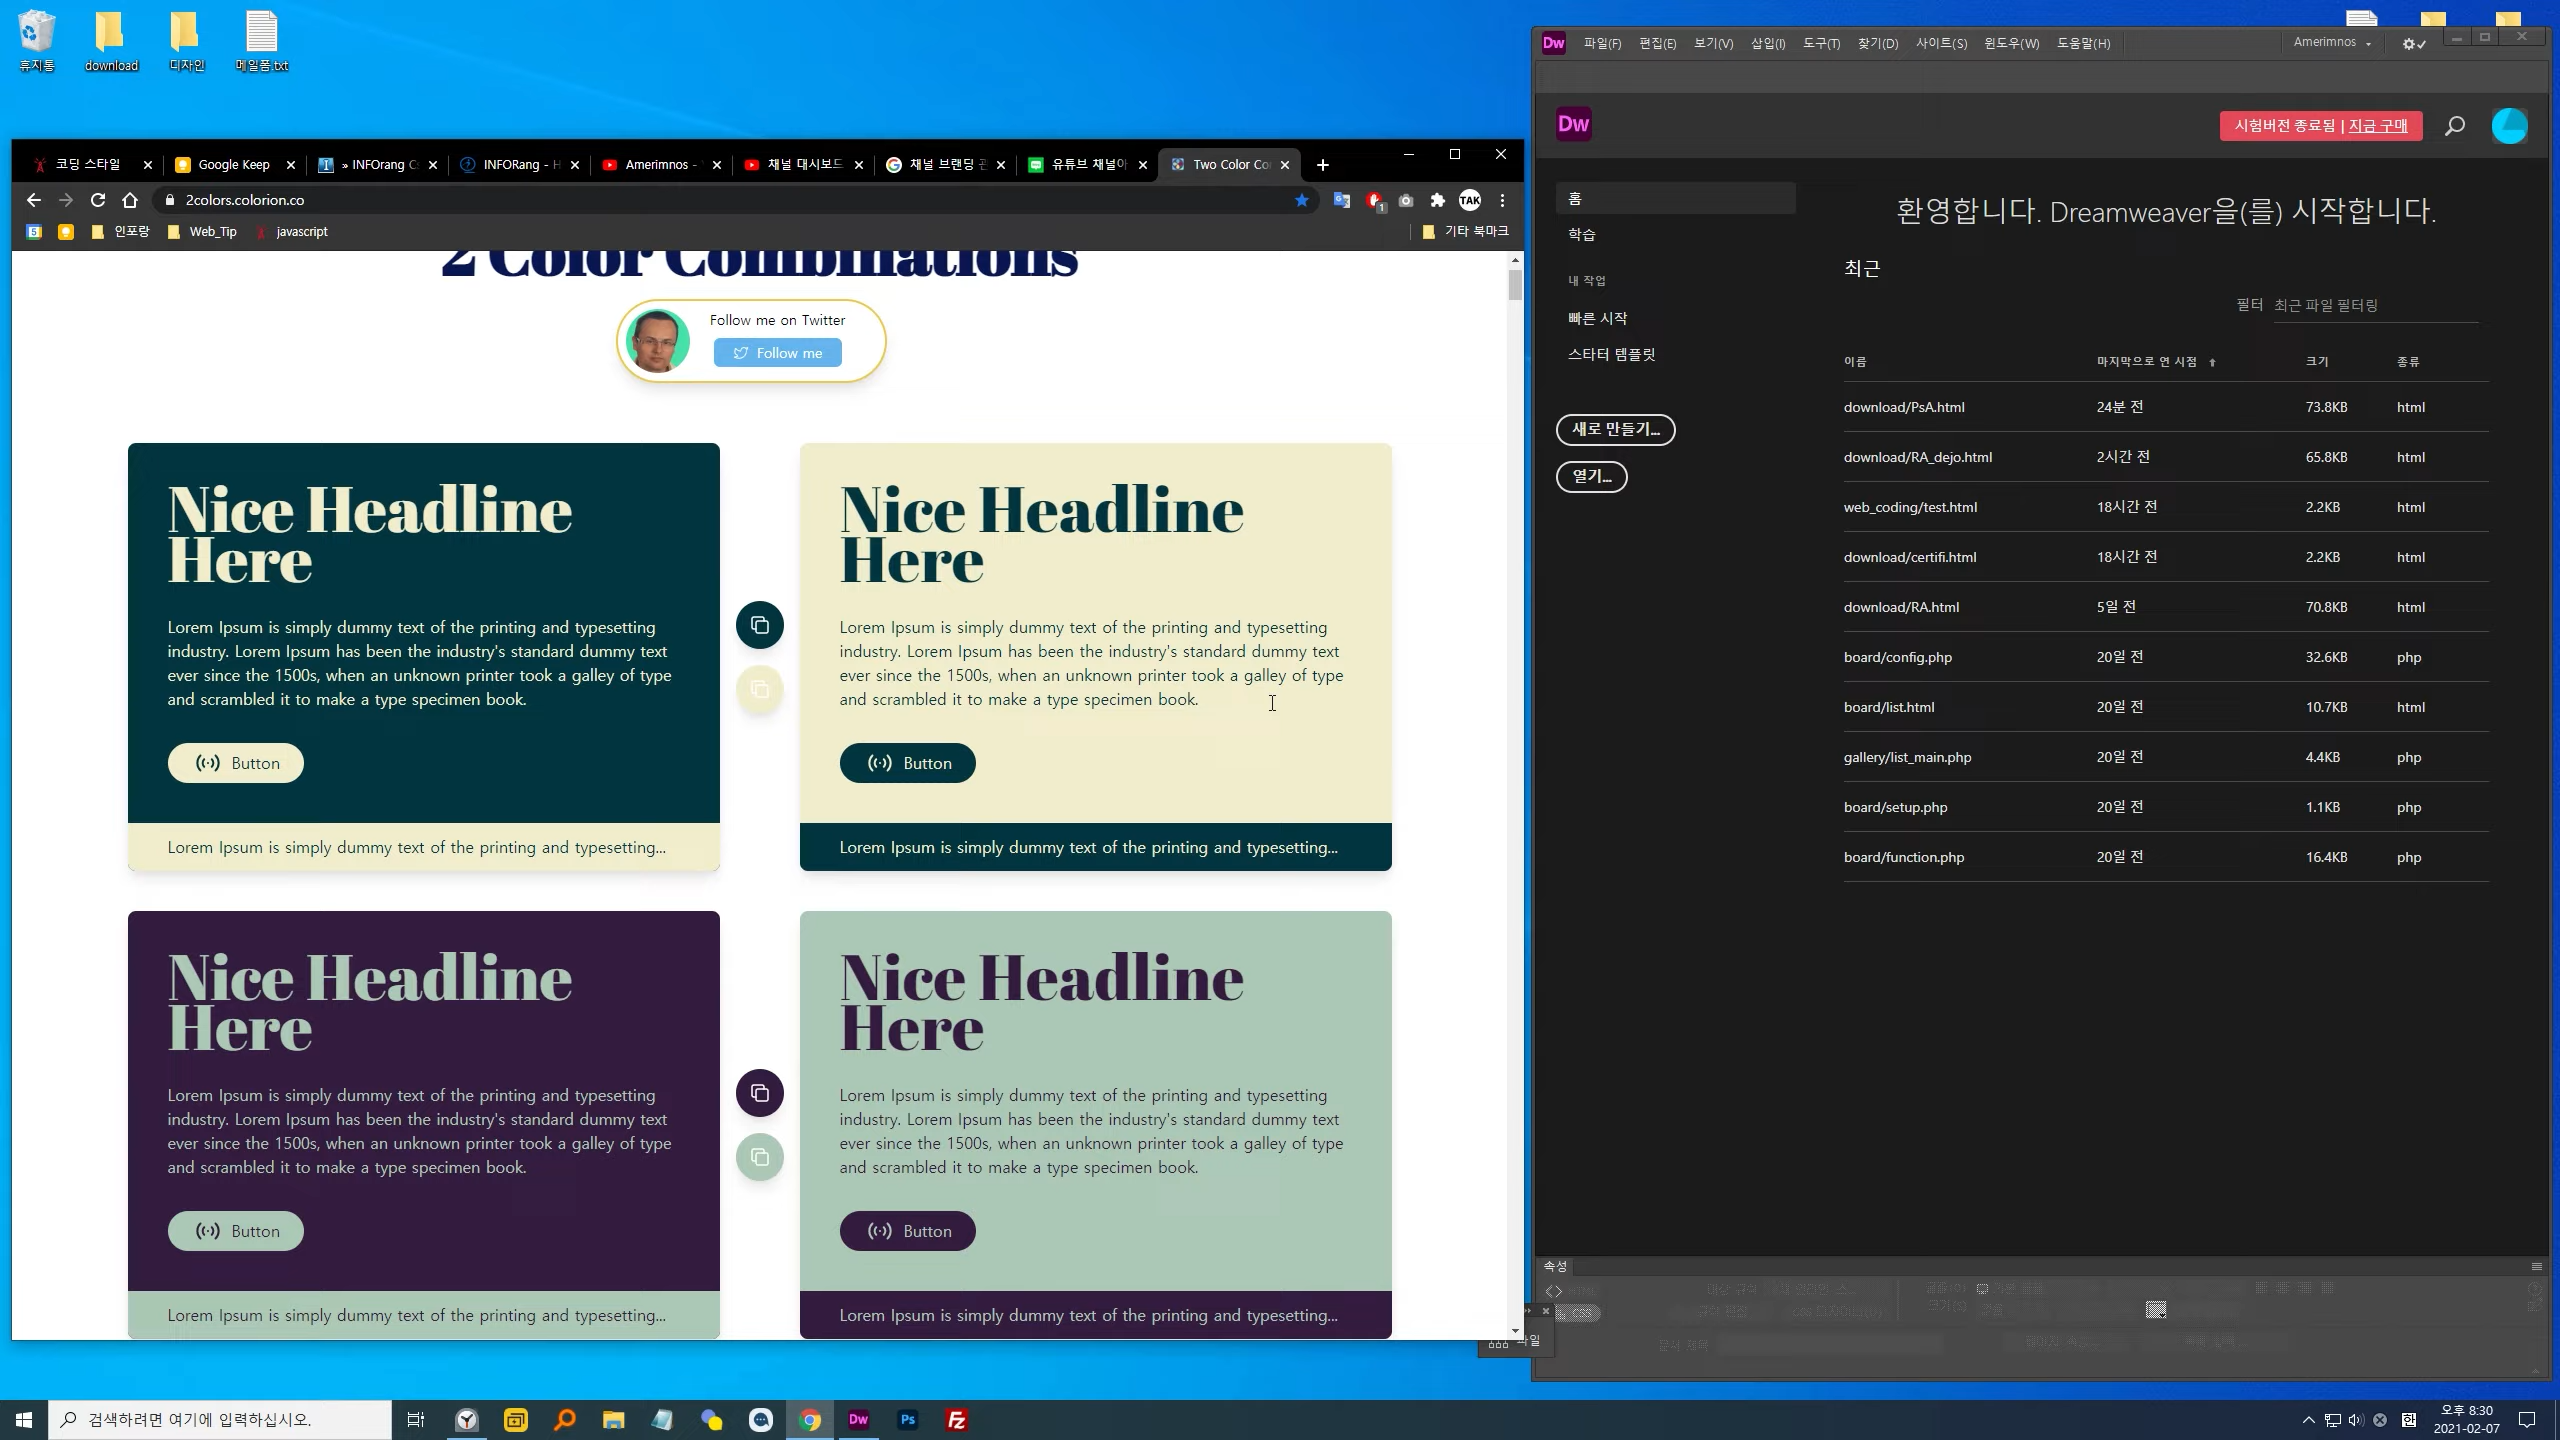 휴지통
download
디자인
메일폼.txt
코딩 스타일
Google Keep
» INFOrang C
INFORang - H
Amerimnos -
채널 대시보드
채널 브랜딩 관
유튜브 채널아
Two Color Co
2colors.colorion.co
TAK
1
5
인포랑
Web_Tip
javascript
기타 북마크
2 Color Combinations
Follow me on Twitter
Follow me
Nice Headline
Here
Lorem Ipsum is simply dummy text of the printing and typesetting
industry. Lorem Ipsum has been the industry's standard dummy text
ever since the 1500s, when an unknown printer took a galley of type
and scrambled it to make a type specimen book.
Button
Lorem Ipsum is simply dummy text of the printing and typesetting...
Nice Headline
Here
Lorem Ipsum is simply dummy text of the printing and typesetting
industry. Lorem Ipsum has been the industry's standard dummy text
ever since the 1500s, when an unknown printer took a galley of type
and scrambled it to make a type specimen book.
Button
Lorem Ipsum is simply dummy text of the printing and typesetting...
Nice Headline
Here
Lorem Ipsum is simply dummy text of the printing and typesetting
industry. Lorem Ipsum has been the industry's standard dummy text
ever since the 1500s, when an unknown printer took a galley of type
and scrambled it to make a type specimen book.
Button
Lorem Ipsum is simply dummy text of the printing and typesetting...
Nice Headline
Here
Lorem Ipsum is simply dummy text of the printing and typesetting
industry. Lorem Ipsum has been the industry's standard dummy text
ever since the 1500s, when an unknown printer took a galley of type
and scrambled it to make a type specimen book.
Button
Lorem Ipsum is simply dummy text of the printing and typesetting...
Dw 파일(F) 편집(E) 보기(V) 삽입(I) 도구(T) 찾기(D) 사이트(S) 윈도우(W) 도움말(H) Amerimnos
Dw
시험버전 종료됨 | 지금 구매
홈
학습
내 작업
빠른 시작
스타터 템플릿
새로 만들기...
열기...
환영합니다. Dreamweaver을(를) 시작합니다.
최근
필터 최근 파일 필터링
이름 마지막으로 연 시점 크기 종류
download/PsA.html 24분 전 73.8KB html
download/RA_dejo.html 2시간 전 65.8KB html
web_coding/test.html 18시간 전 2.2KB html
download/certifi.html 18시간 전 2.2KB html
download/RA.html 5일 전 70.8KB html
board/config.php 20일 전 32.6KB php
board/list.html 20일 전 10.7KB html
gallery/list_main.php 20일 전 4.4KB php
board/setup.php 20일 전 1.1KB php
board/function.php 20일 전 16.4KB php
속성
CSS
파일
검색하려면 여기에 입력하십시오.
Dw
Ps
Fz
한
오후 8:30
2021-02-07